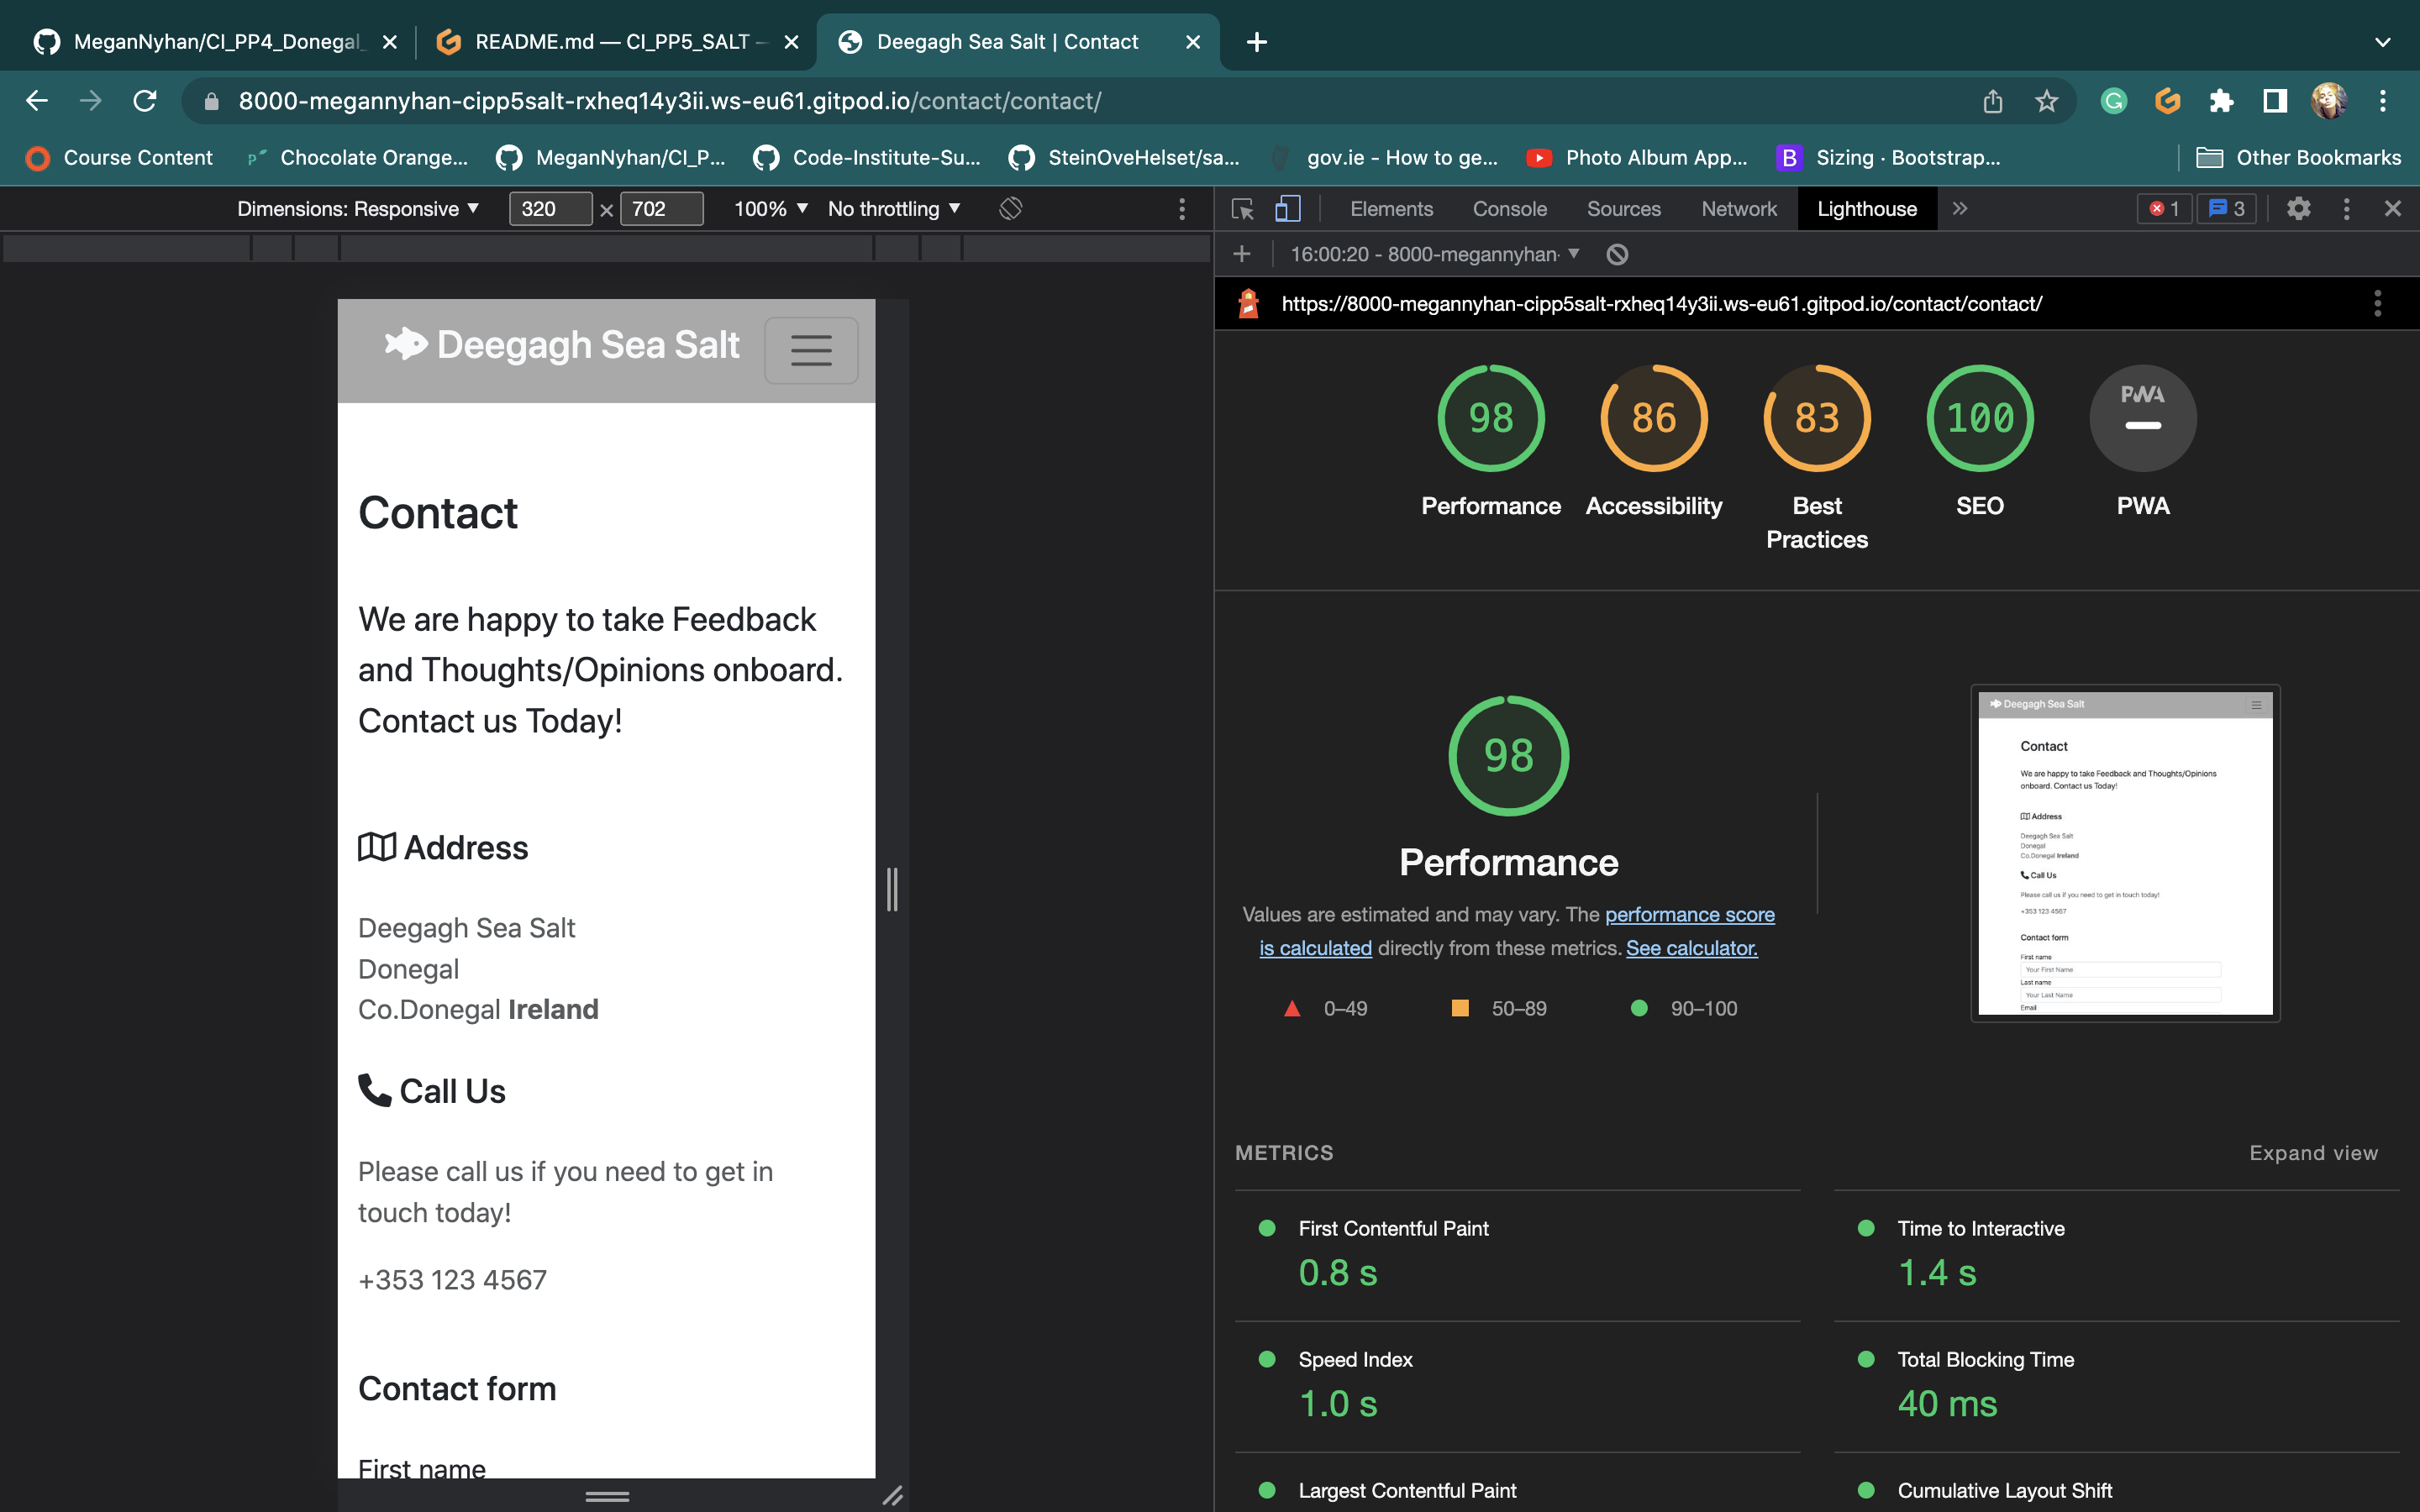 MeganNyhan/CI_PP4_Donegal_
README.md — CI_PP5_SALT —
Deegagh Sea Salt | Contact
8000-megannyhan-cipp5salt-rxheq14y3ii.ws-eu61.gitpod.io/contact/contact/
Course Content
Chocolate Orange...
MeganNyhan/CI_P...
Code-Institute-Su...
SteinOveHelset/sa...
gov.ie - How to ge...
Photo Album App...
B Sizing · Bootstrap...
Other Bookmarks
Dimensions: Responsive ▼ 320 × 702 100% ▼ No throttling ▼
Elements Console Sources Network Lighthouse » 1 3
16:00:20 - 8000-megannyhan- ▼
https://8000-megannyhan-cipp5salt-rxheq14y3ii.ws-eu61.gitpod.io/contact/contact/
Deegagh Sea Salt
Contact
We are happy to take Feedback
and Thoughts/Opinions onboard.
Contact us Today!
Address
Deegagh Sea Salt
Donegal
Co.Donegal Ireland
Call Us
Please call us if you need to get in
touch today!
+353 123 4567
Contact form
First name
98 86 83 100 PWA
Performance Accessibility Best Practices SEO PWA
98
Performance
Values are estimated and may vary. The performance score
is calculated directly from these metrics. See calculator.
0–49 50–89 90–100
Deegagh Sea Salt
Contact
We are happy to take Feedback and Thoughts/Opinions
onboard. Contact us Today!
Address
Deegagh Sea Salt
Donegal
Co.Donegal Ireland
Call Us
Please call us if you need to get in touch today!
+353 123 4567
Contact form
First name
Your First Name
Last name
Your Last Name
Email
METRICS
Expand view
First Contentful Paint
0.8 s
Time to Interactive
1.4 s
Speed Index
1.0 s
Total Blocking Time
40 ms
Largest Contentful Paint
Cumulative Layout Shift